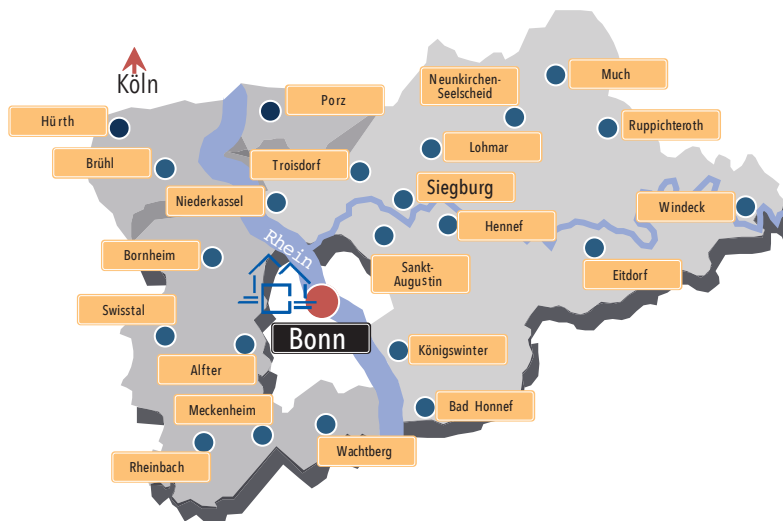 Köln
Neunkirchen-
Seelscheid
Much
Porz
Hürth
Ruppichteroth
Lohmar
Brühl
Troisdorf
Siegburg
Niederkassel
Windeck
Hennef
Rhein
Bornheim
Sankt-
Augustin
Eitdorf
Swisstal
Bonn
Königswinter
Alfter
Meckenheim
Bad Honnef
Wachtberg
Rheinbach